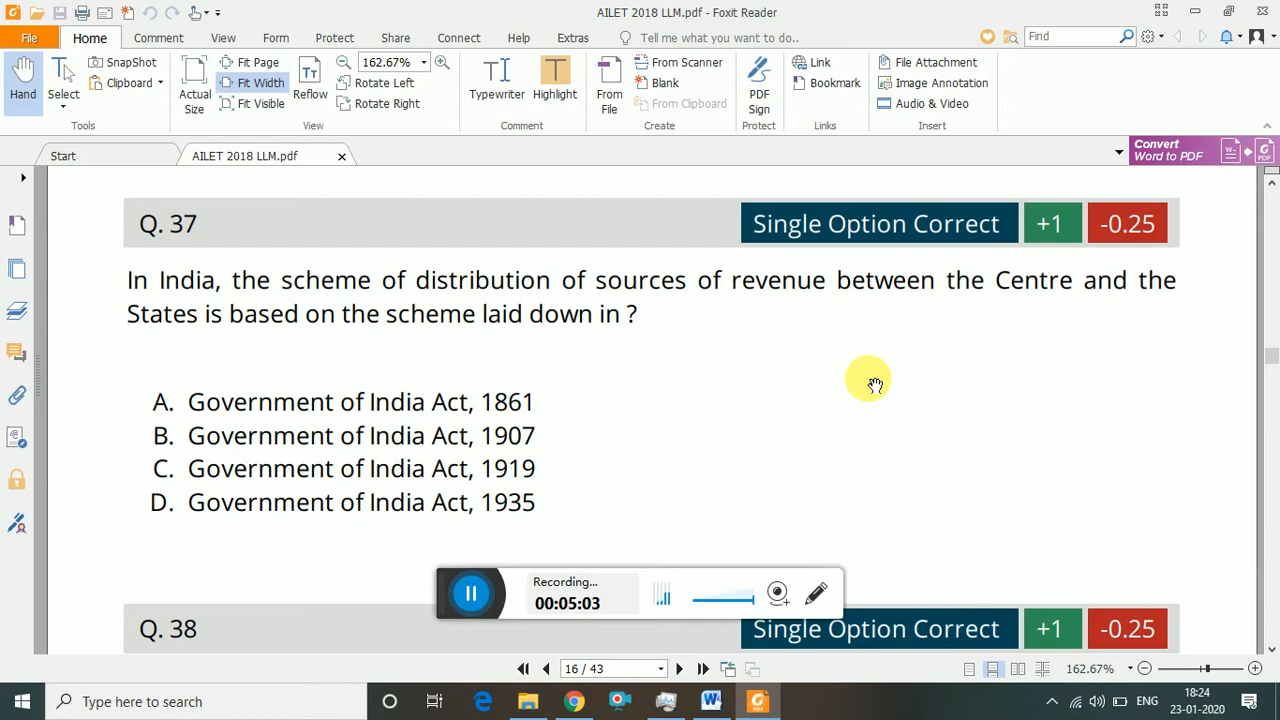 AILET 2018 LLM.pdf - Foxit Reader
File Home Comment View Form Protect Share Connect Help Extras Tell me what you want to do.. Find
Hand Select SnapShot Clipboard Actual Size Fit Page Fit Width Fit Visible Reflow 162.67% Rotate Left Rotate Right Typewriter Highlight From File From Scanner Blank From Clipboard PDF Sign Link Bookmark File Attachment Image Annotation Audio & Video
Tools View Comment Create Protect Links Insert
Start AILET 2018 LLM.pdf Convert Word to PDF
Q. 37 Single Option Correct +1 -0.25
In India, the scheme of distribution of sources of revenue between the Centre and the
States is based on the scheme laid down in ?
A. Government of India Act, 1861
B. Government of India Act, 1907
C. Government of India Act, 1919
D. Government of India Act, 1935
Recording...
00:05:03
Q. 38 Single Option Correct +1 -0.25
16 / 43 162.67%
Type here to search ENG 18:24
23-01-2020